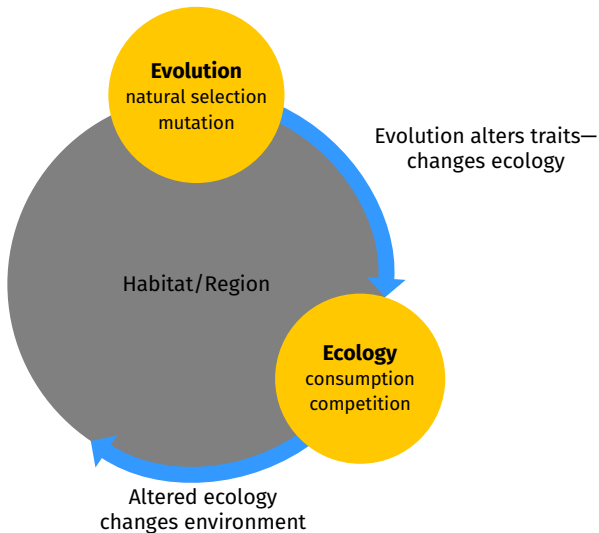 Evolution
natural selection
mutation
Evolution alters traits—
changes ecology
Habitat/Region
Ecology
consumption
competition
Altered ecology
changes environment